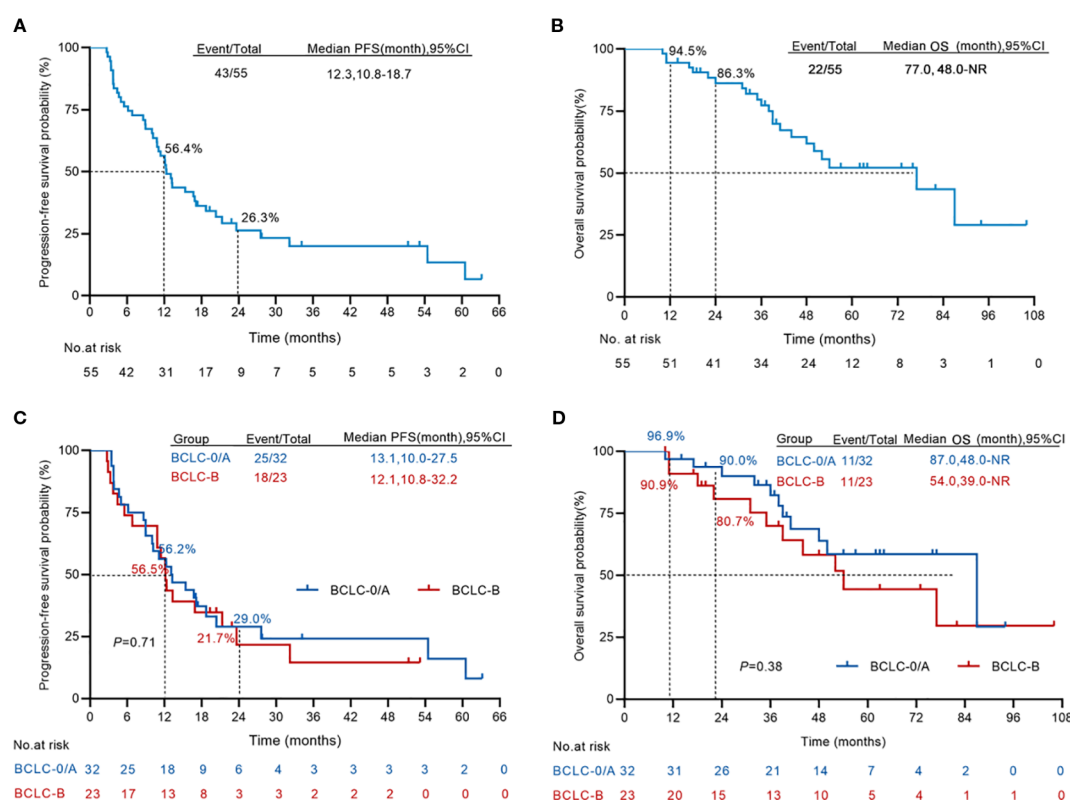 A
Event/Total Median PFS(month),95%CI
43/55 12.3,10.8-18.7
Progression-free survival probability (%)
100
75
50
25
0
56.4%
26.3%
0 6 12 18 24 30 36 42 48 54 60 66
Time (months)
No.at risk
55 42 31 17 9 7 5 5 5 3 2 0
B
Event/Total Median OS (month),95%CI
22/55 77.0, 48.0-NR
Overall survival probability(%)
100
75
50
25
0
94.5%
86.3%
0 12 24 36 48 60 72 84 96 108
Time (months)
No. at risk
55 51 41 34 24 12 8 3 1 0
C
Group Event/Total Median PFS(month),95%CI
BCLC-0/A 25/32 13.1,10.0-27.5
BCLC-B 18/23 12.1,10.8-32.2
Progression-free survival probability (%)
100
75
50
25
0
56.2%
56.5%
29.0%
21.7%
BCLC-0/A BCLC-B
P=0.71
0 6 12 18 24 30 36 42 48 54 60 66
Time (months)
No.at risk
BCLC-0/A 32 25 18 9 6 4 3 3 3 3 2 0
BCLC-B 23 17 13 8 3 3 2 2 2 0 0 0
D
Group Event/Total Median OS (month),95%CI
BCLC-0/A 11/32 87.0,48.0-NR
BCLC-B 11/23 54.0,39.0-NR
Overall survival probability(%)
100
75
50
25
0
96.9%
90.0%
90.9%
80.7%
P=0.38
BCLC-0/A BCLC-B
0 12 24 36 48 60 72 84 96 108
Time (months)
No.at risk
BCLC-0/A 32 31 26 21 14 7 4 2 0 0
BCLC-B 23 20 15 13 10 5 4 1 1 0